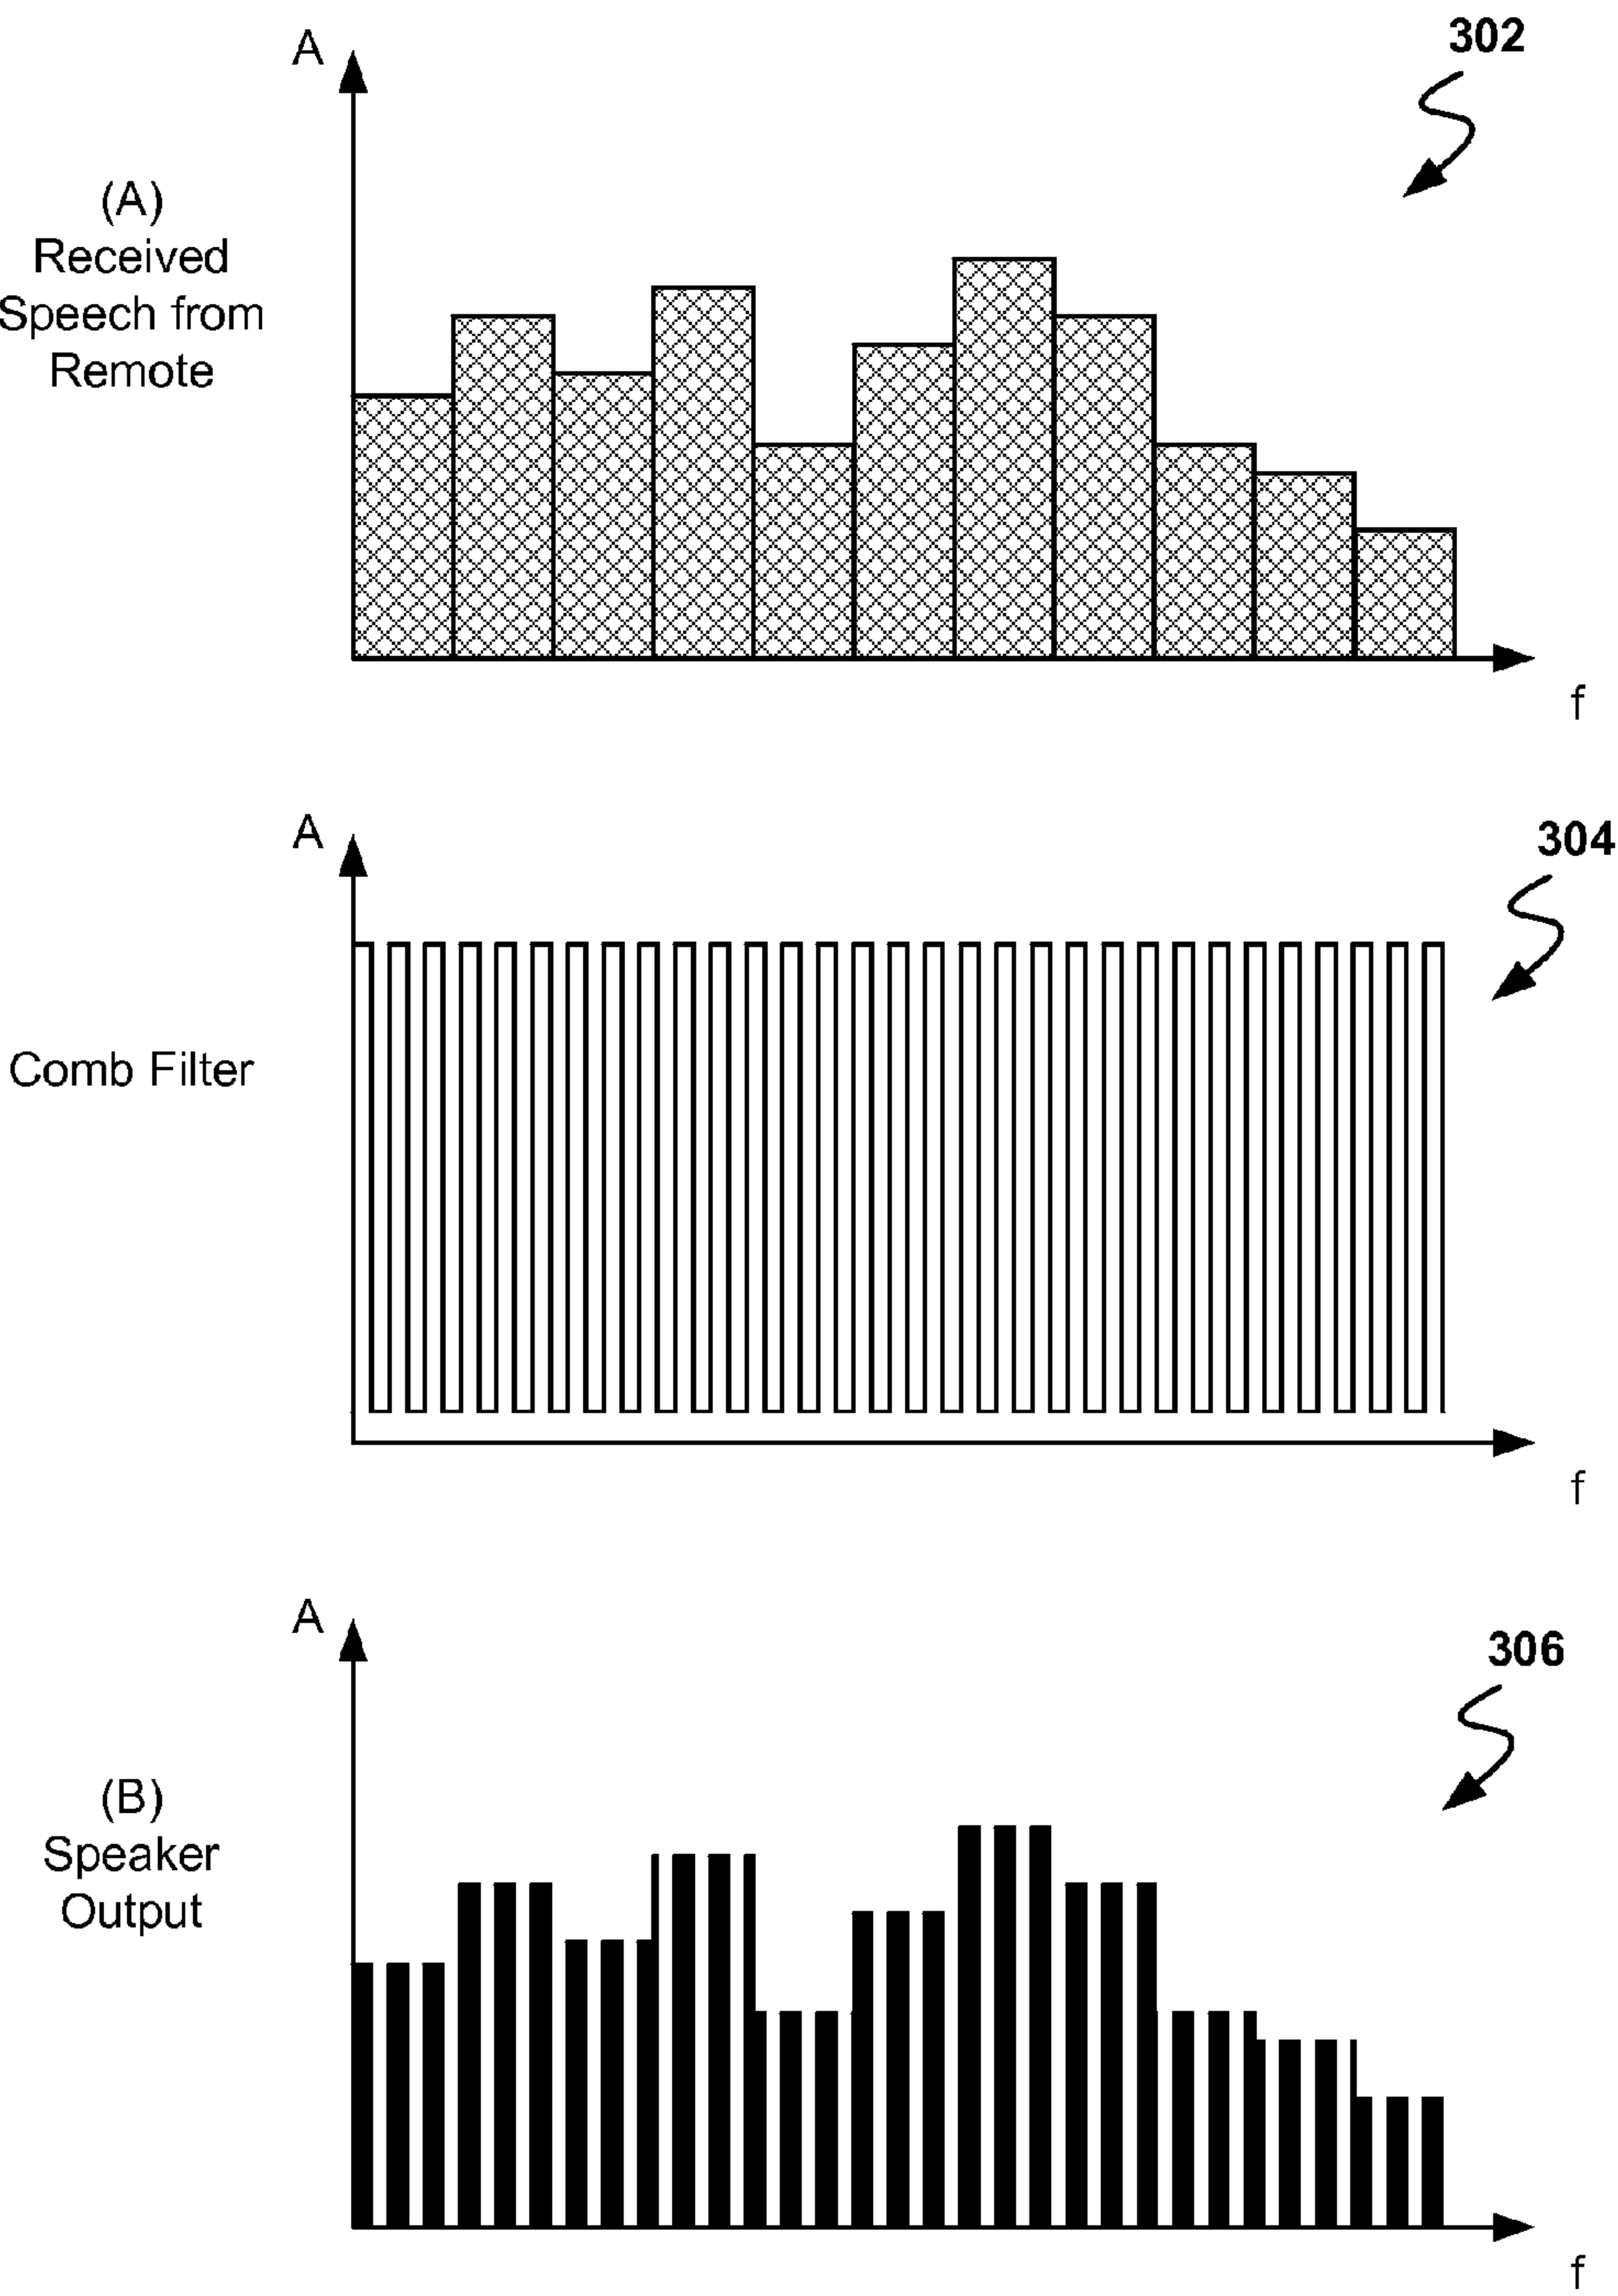 302
A
(A)
Received
Speech from
Remote
f
A
304
Comb Filter
f
A
306
(B)
Speaker
Output
f